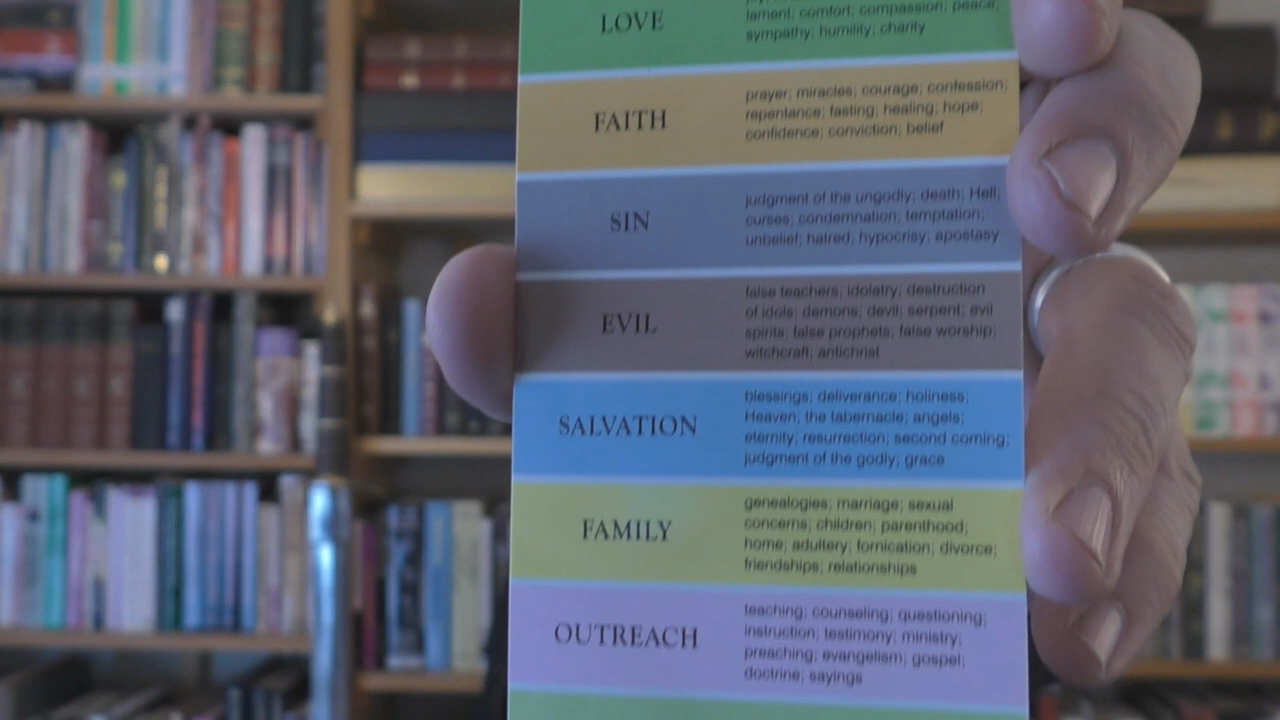 LOVE
lament; comfort; compassion; peace;
sympathy; humility; charity
FAITH
prayer; miracles; courage; confession;
repentance; fasting; healing; hope;
confidence; conviction; belief
SIN
judgment of the ungodly; death; Hell;
curses; condemnation; temptation;
unbelief; hatred; hypocrisy; apostasy
EVIL
false teachers; idolatry; destruction
of idols; demons; devil; serpent; evil
spirits; false prophets; false worship;
witchcraft; antichrist
SALVATION
blessings; deliverance; holiness;
Heaven; the tabernacle; angels;
eternity; resurrection; second coming;
judgment of the godly; grace
FAMILY
genealogies; marriage; sexual
concerns; children; parenthood;
home; adultery; fornication; divorce;
friendships; relationships
OUTREACH
teaching; counseling; questioning;
instruction; testimony; ministry;
preaching; evangelism; gospel;
doctrine; sayings